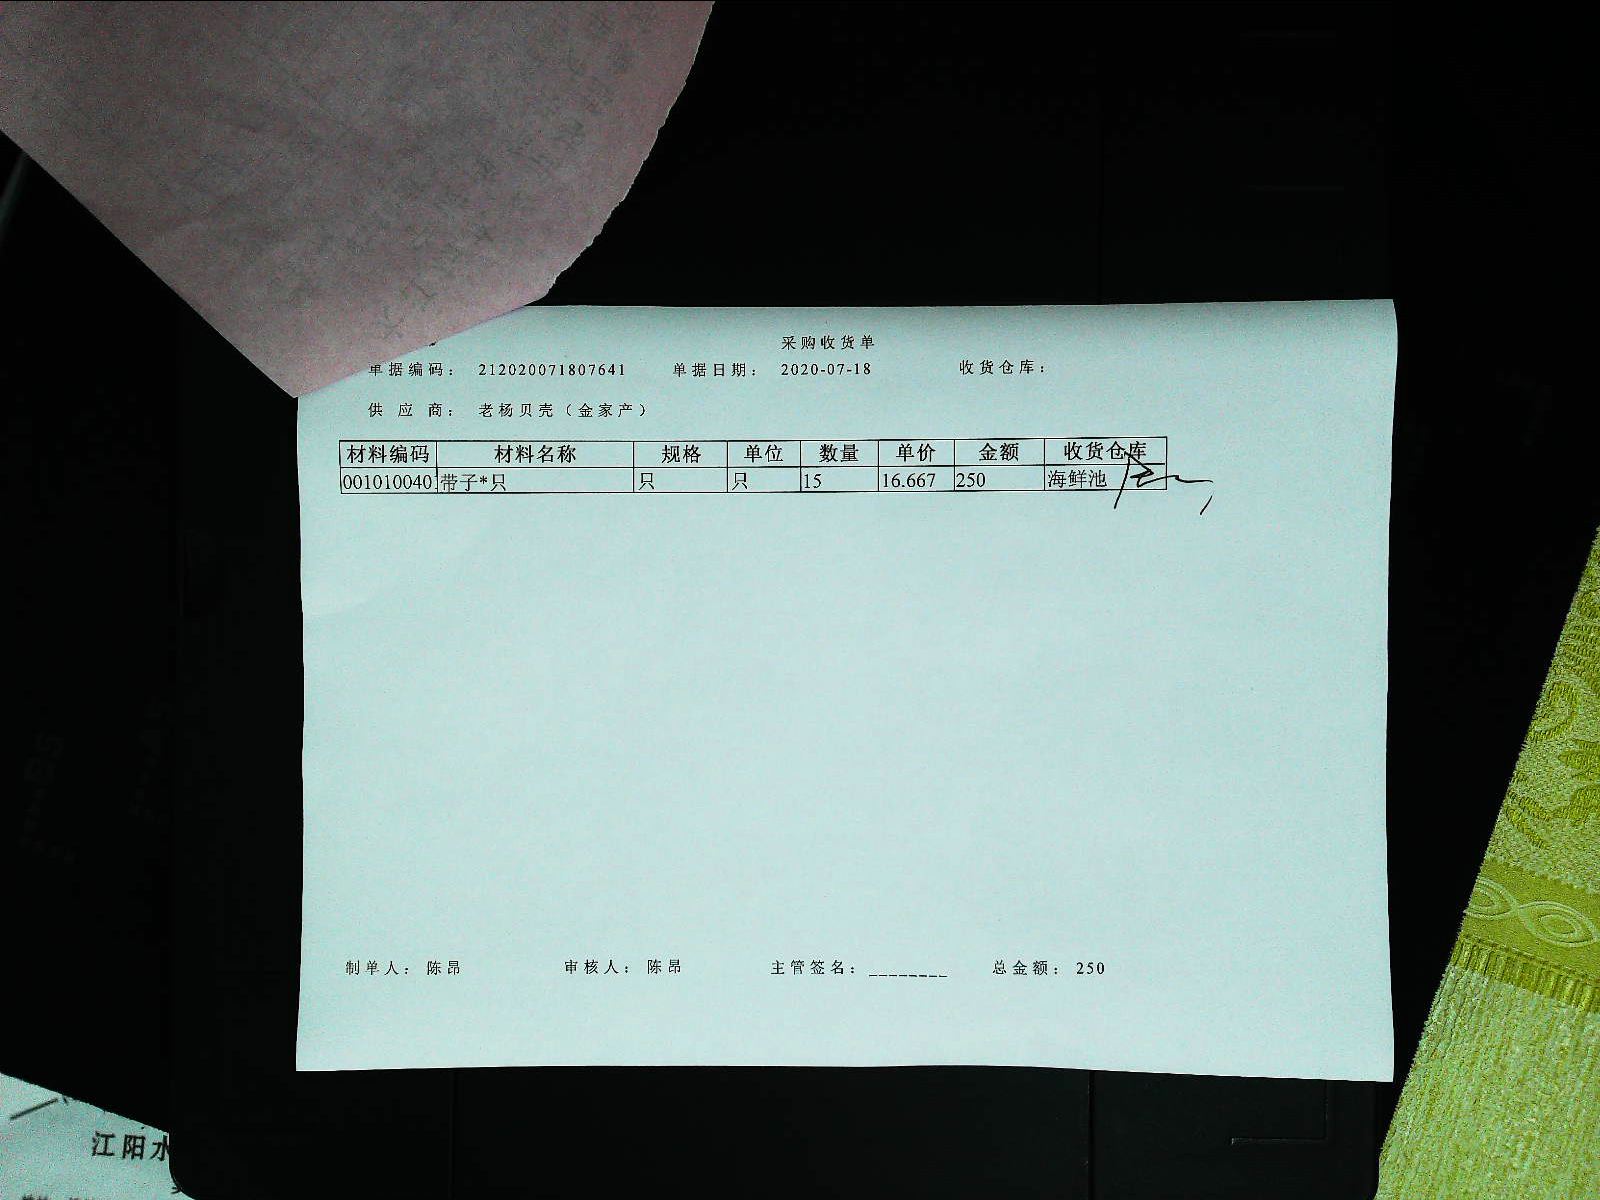 采购收货单
单据编码： 212020071807641 单据日期： 2020-07-18 收货仓库：
供 应 商： 老杨贝壳（金家产）
材料编码 材料名称 规格 单位 数量 单价 金额 收货仓库
001010040 带子*只 只 只 15 16.667 250 海鲜池
制单人： 陈昂 审核人： 陈昂 主管签名： ________ 总金额： 250
江阳水